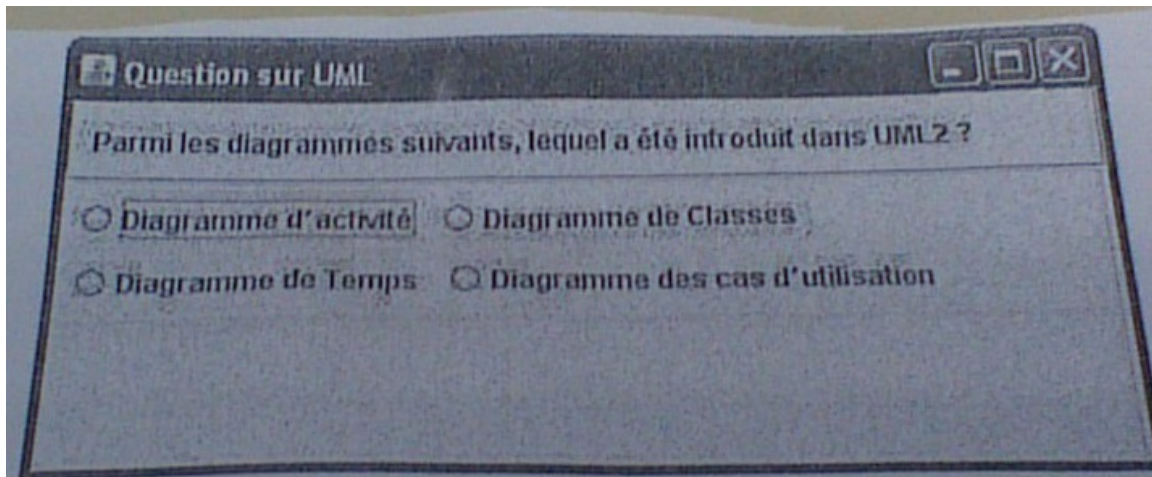 Question sur UML
Parmi les diagrammes suivants, lequel a été introduit dans UML2 ?
Diagramme d'activité Diagramme de Classes
Diagramme de Temps Diagramme des cas d'utilisation